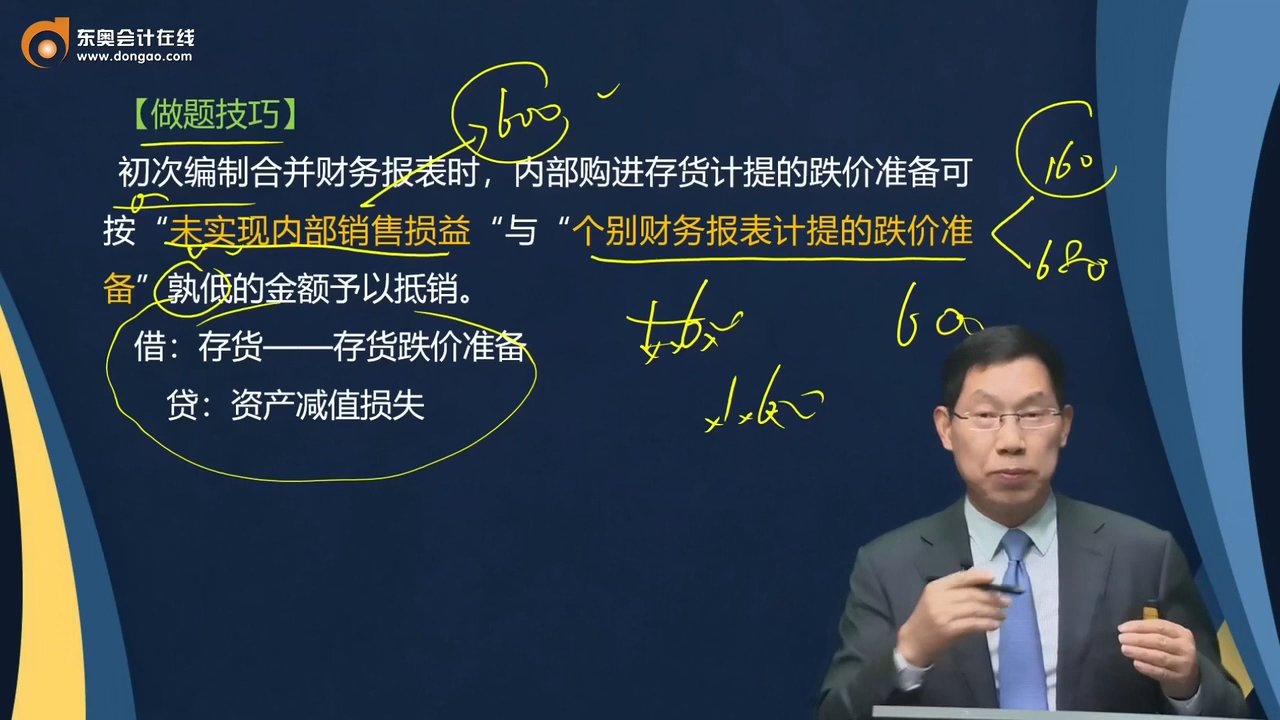 东奥会计在线
www.dongao.com
【做题技巧】
初次编制合并财务报表时，内部购进存货计提的跌价准备可
按“未实现内部销售损益“与“个别财务报表计提的跌价准
备”孰低的金额予以抵销。
借：存货——存货跌价准备
贷：资产减值损失
600
160
680
600